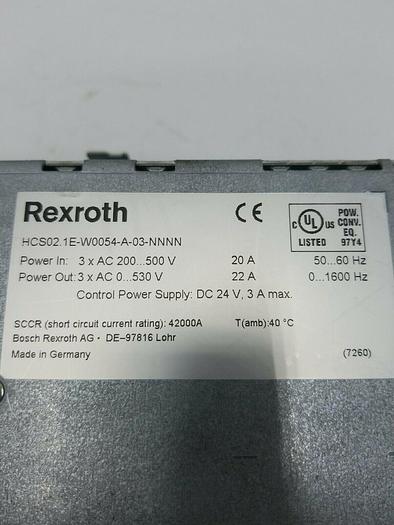 Rexroth
CE
C UL US
LISTED
POW.
CONV.
EQ.
97Y4
HCS02.1E-W0054-A-03-NNNN
Power In: 3 x AC 200...500 V 20 A 50...60 Hz
Power Out: 3 x AC 0...530 V 22 A 0...1600 Hz
Control Power Supply: DC 24 V, 3 A max.
SCCR (short circuit current rating): 42000A T(amb):40 °C
Bosch Rexroth AG • DE-97816 Lohr
Made in Germany (7260)